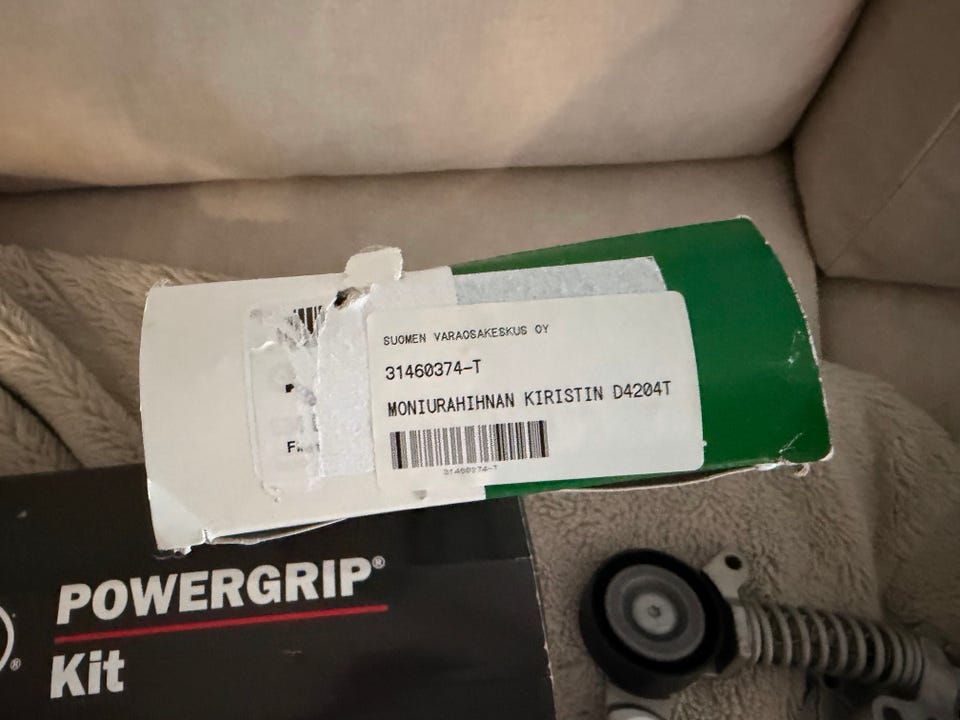 SUOMEN VARAOSAKESKUS OY
31460374-T
MONIURAHIHNAN KIRISTIN D4204T
31460374-T
POWERGRIP®
Kit
®